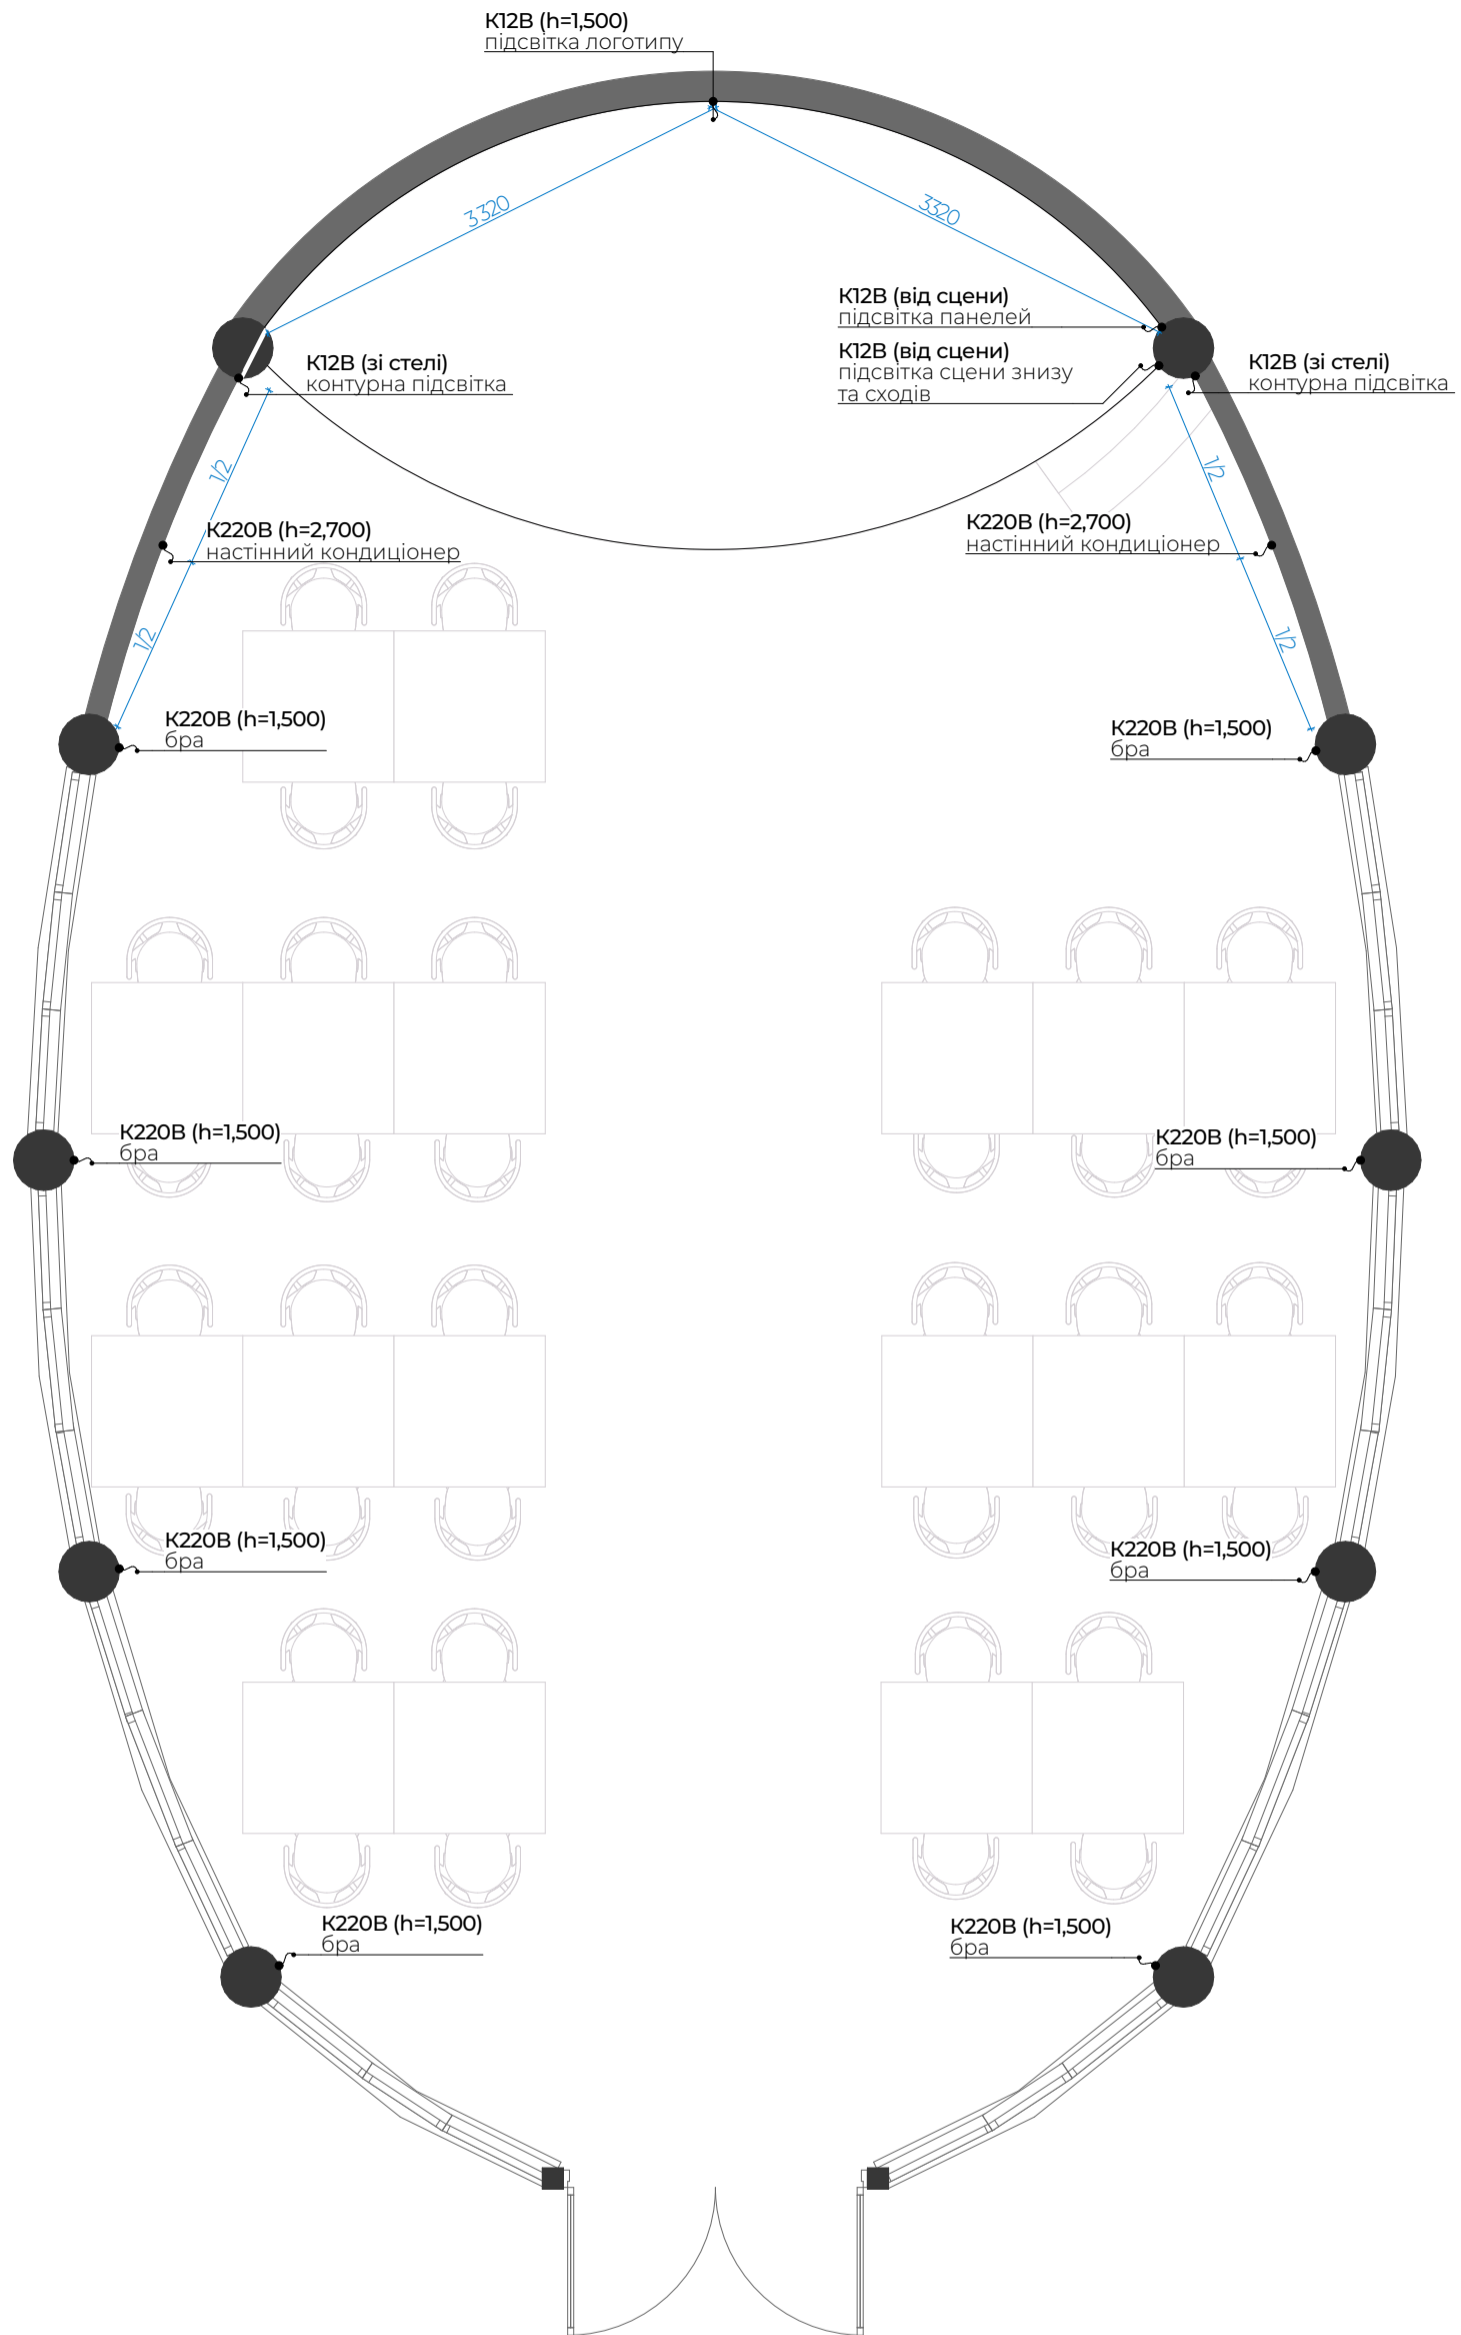 К12В (h=1,500)
підсвітка логотипу
3 320
3320
К12В (від сцени)
підсвітка панелей
К12В (від сцени)
підсвітка сцени знизу
та сходів
К12В (зі стелі)
контурна підсвітка
К12В (зі стелі)
контурна підсвітка
1/2
1/2
К220В (h=2,700)
настінний кондиціонер
К220В (h=2,700)
настінний кондиціонер
1/2
1/2
К220В (h=1,500)
бра
К220В (h=1,500)
бра
К220В (h=1,500)
бра
К220В (h=1,500)
бра
К220В (h=1,500)
бра
К220В (h=1,500)
бра
К220В (h=1,500)
бра
К220В (h=1,500)
бра